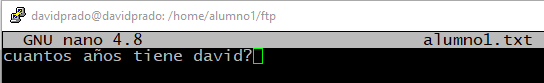 davidprado@davidprado: /home/alumno1/ftp
GNU nano 4.8 alumno1.txt
cuantos años tiene david?